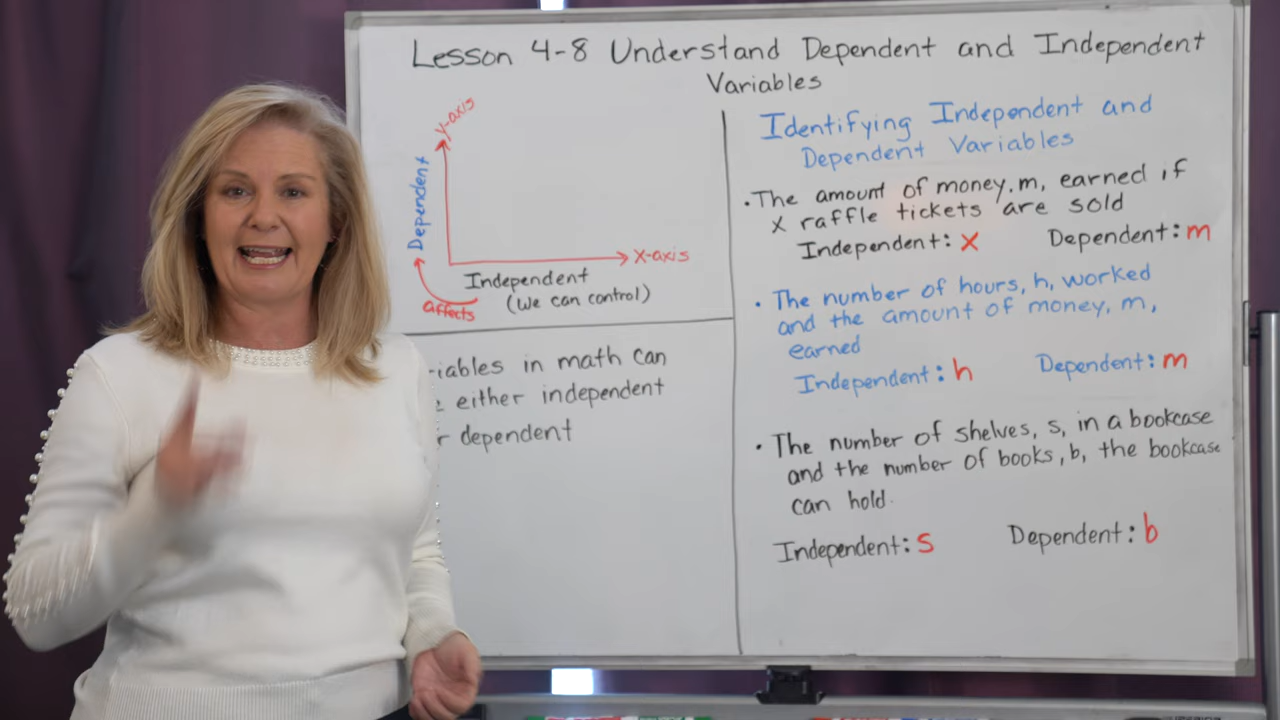 Lesson 4-8 Understand Dependent and Independent
Variables
Y-axis
Dependent
X-axis
Independent
(We can control)
affects
in math can
either independent
dependent
Identifying Independent and
Dependent Variables
• The amount of money, m, earned if
x raffle tickets are sold
Independent: x Dependent: m
• The number of hours, h, worked
and the amount of money, m,
earned
Independent: h Dependent: m
• The number of shelves, s, in a bookcase
and the number of books, b, the bookcase
can hold.
Independent: s Dependent: b